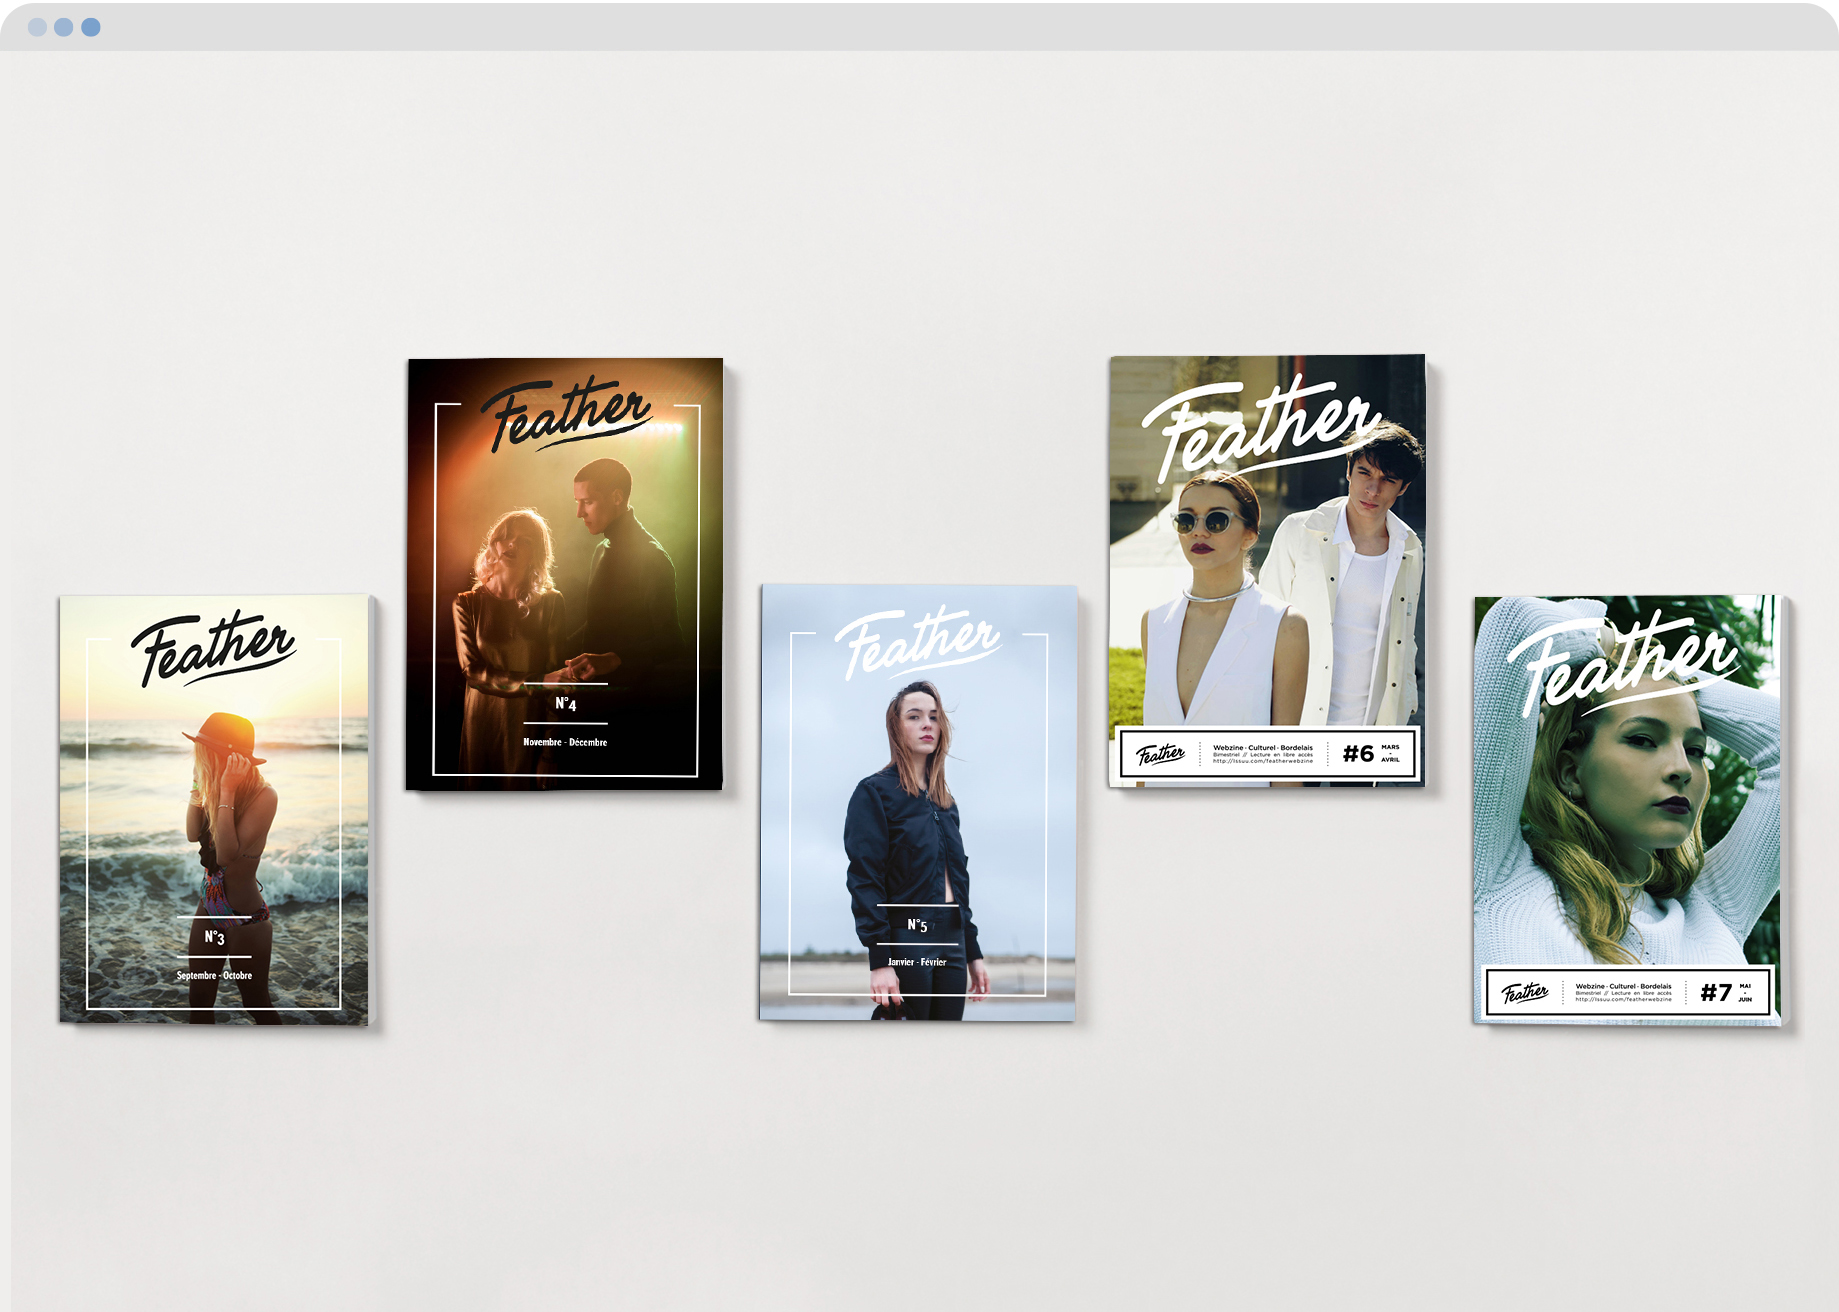 Feather
N°3
Septembre - Octobre
Feather
N°4
Novembre - Décembre
Feather
N°5
Janvier - Février
Feather
Feather
Webzine · Culturel · Bordelais
Bimestriel // Lecture en libre accès
http://issuu.com/featherwebzine
#6
MARS
-
AVRIL
Feather
Feather
Webzine · Culturel · Bordelais
Bimestriel // Lecture en libre accès
http://issuu.com/featherwebzine
#7
MAI
-
JUIN